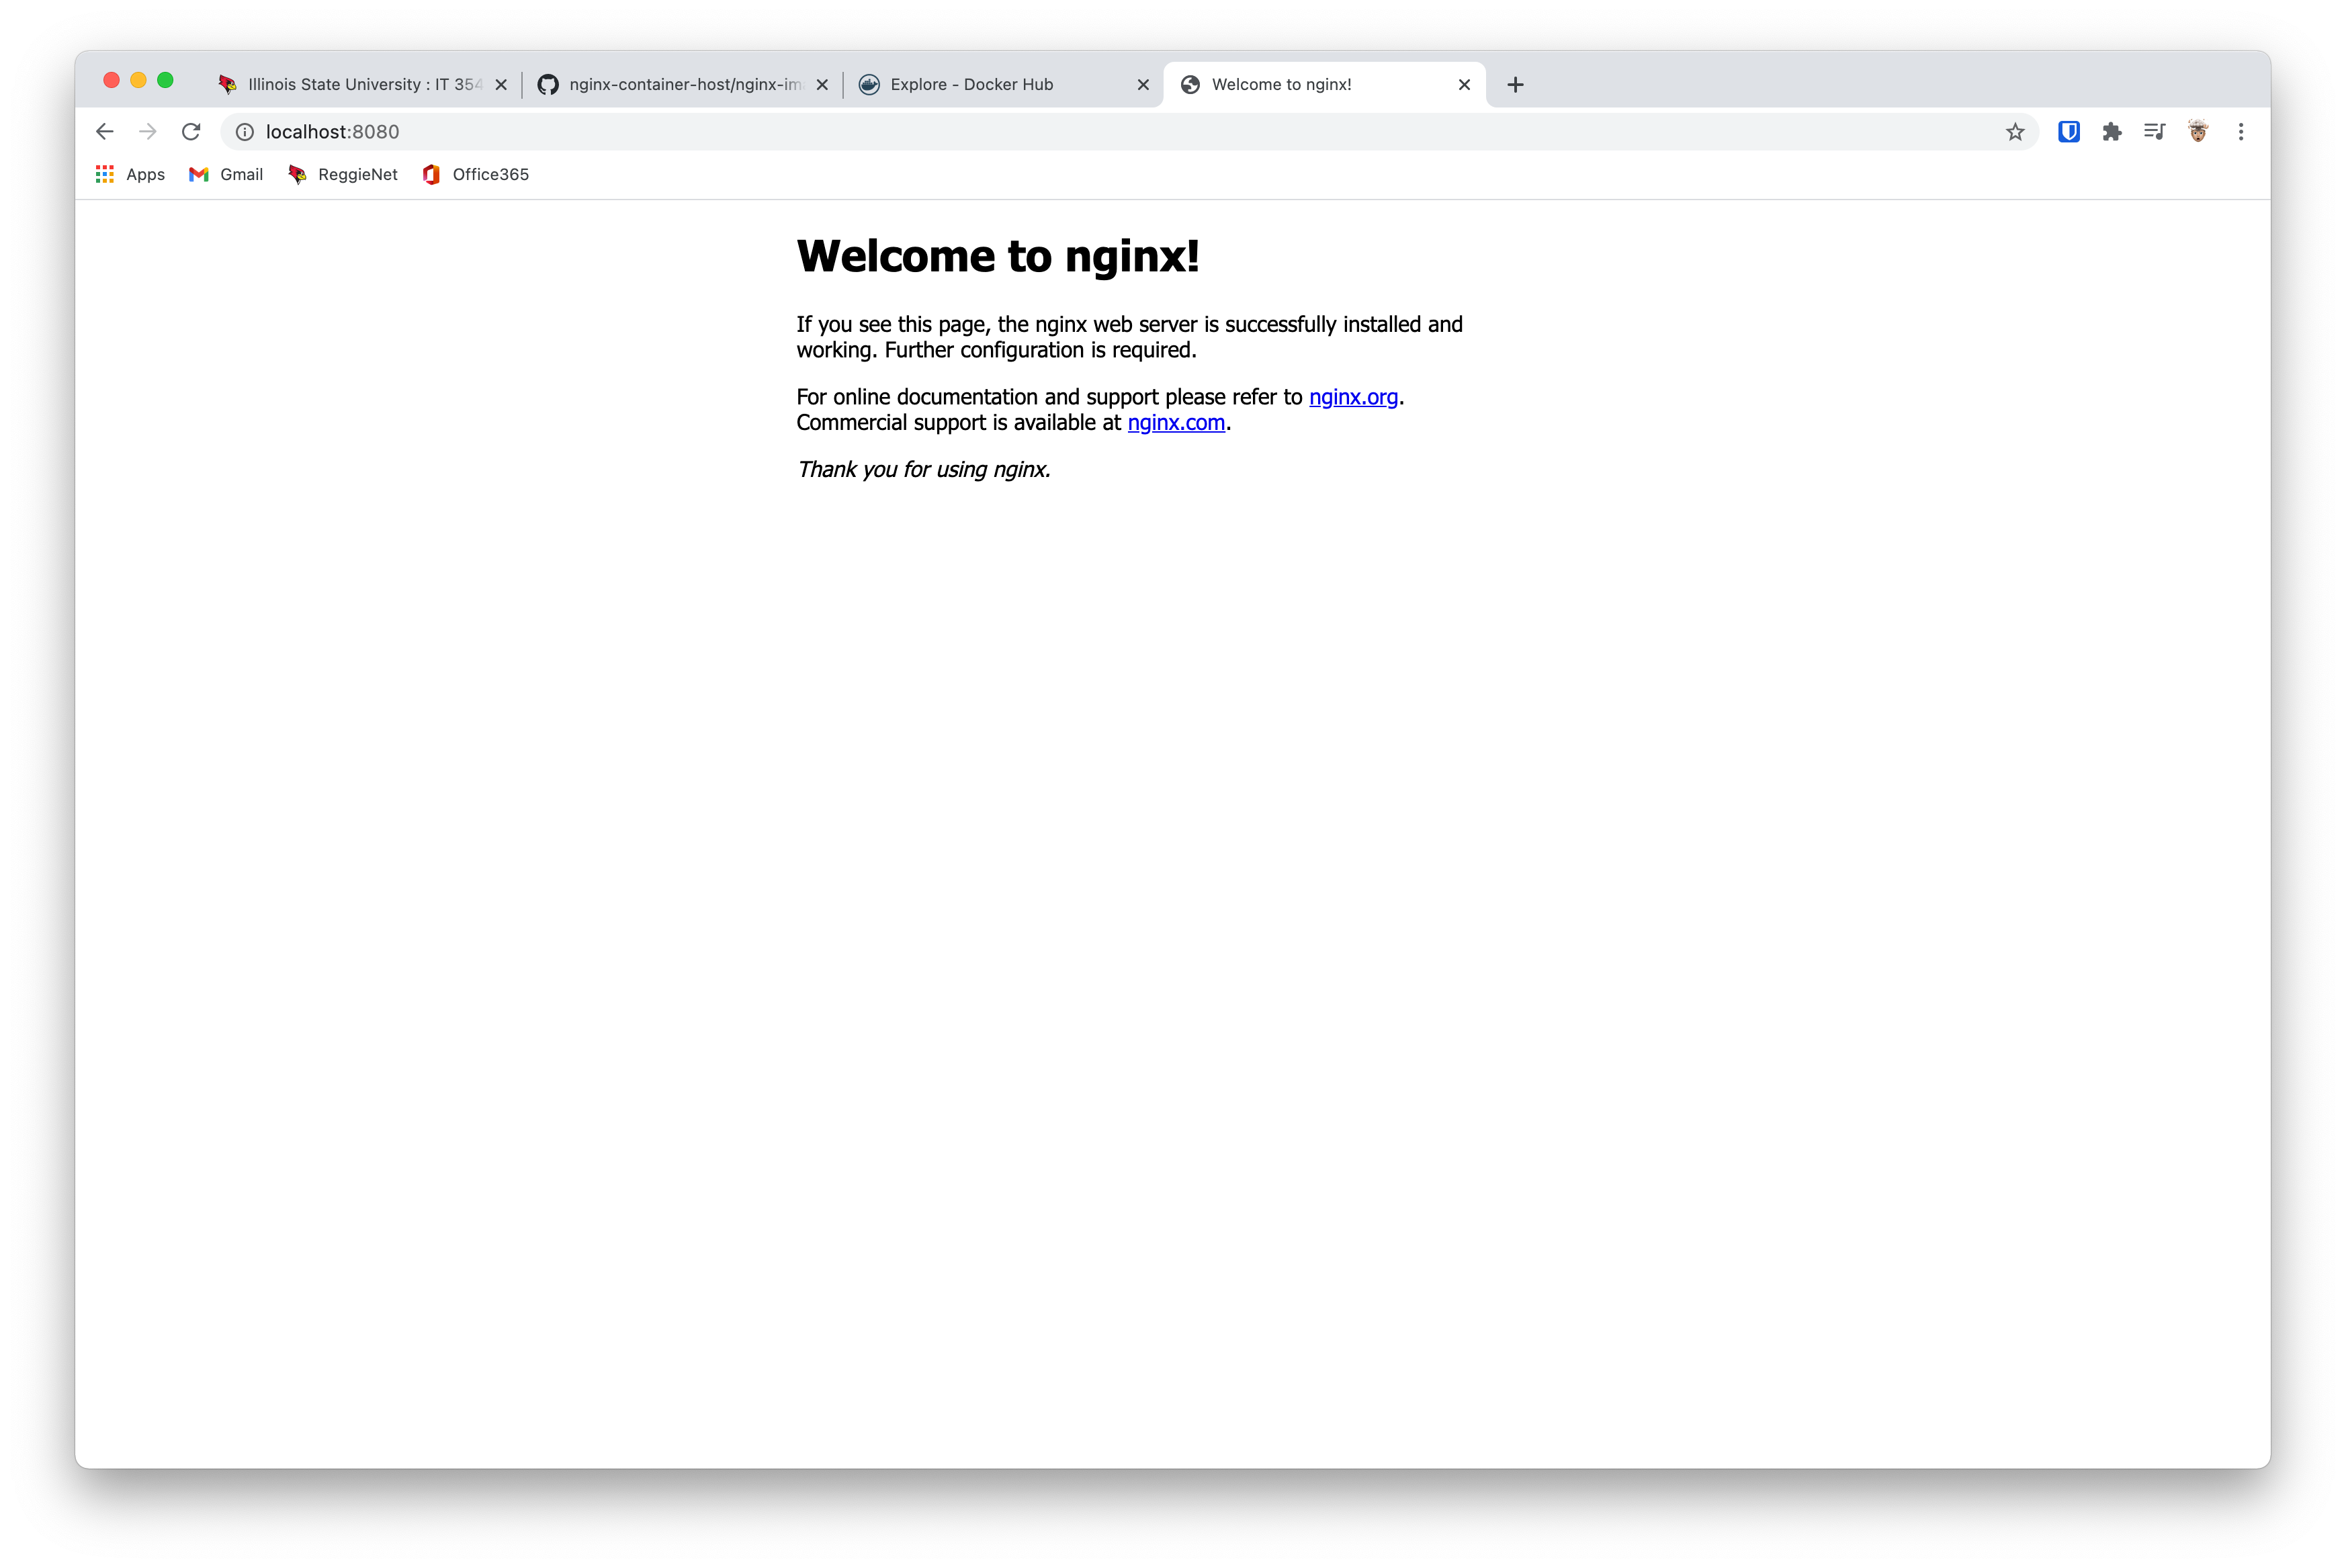 Illinois State University : IT 354
nginx-container-host/nginx-im
Explore - Docker Hub
Welcome to nginx!
localhost:8080
Apps
Gmail
ReggieNet
Office365
Welcome to nginx!
If you see this page, the nginx web server is successfully installed and
working. Further configuration is required.
For online documentation and support please refer to nginx.org.
Commercial support is available at nginx.com.
Thank you for using nginx.